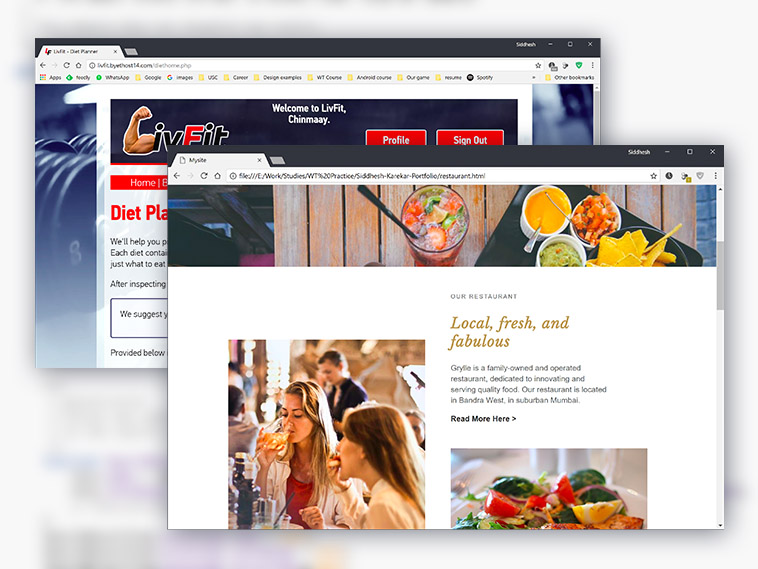 Siddhesh
LivFit - Diet Planner
livfit.byethost14.com/diethome.php
Apps Feedly WhatsApp Google Images USC Career Design examples WT Course Android course Our game resume Spotify » Other bookmarks
Welcome to LivFit,
Chinmaay.
ivFit
Profile Sign Out
Home | B
Diet Pla
We'll help you p
Each diet contai
just what to eat
After inspecting
We suggest y
Provided below
Siddhesh
Mysite
file:///E:/Work/Studies/WT%20Practice/Siddhesh-Karekar-Portfolio/restaurant.html
OUR RESTAURANT
Local, fresh, and
fabulous
Grylle is a family-owned and operated
restaurant, dedicated to innovating and
serving quality food. Our restaurant is located
in Bandra West, in suburban Mumbai.
Read More Here >